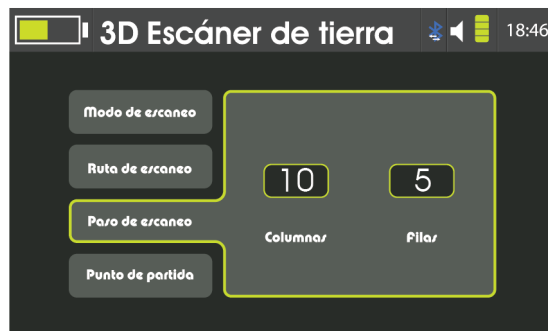 3D Escáner de tierra
18:46
Modo de escaneo
Ruta de escaneo
Paso de escaneo
Punto de partida
10
5
Columnas
Filas